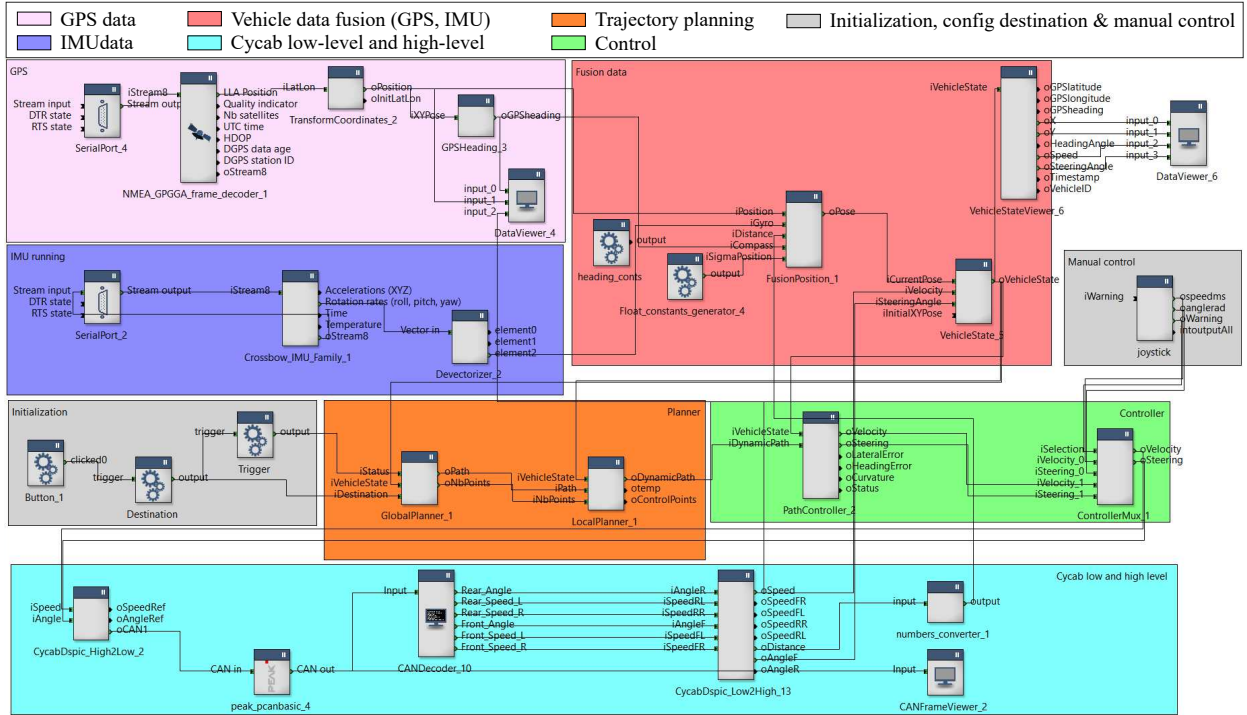 GPS data
Vehicle data fusion (GPS, IMU)
Trajectory planning
Initialization, config destination & manual control
IMUdata
Cycab low-level and high-level
Control
GPS
Stream input
DTR state
RTS state
Stream output
SerialPort_4
iStream8
LLA Position
Quality indicator
Nb satellites
UTC time
HDOP
DGPS data age
DGPS station ID
oStream8
NMEA_GPGGA_frame_decoder_1
iLatLon
oPosition
oInitLatLon
TransformCoordinates_2
iXYPose
oGPSheading
GPSHeading_3
input_0
input_1
input_2
DataViewer_4
Fusion data
output
heading_conts
output
Float_constants_generator_4
iPosition
iGyro
iDistance
iCompass
iSigmaPosition
oPose
FusionPosition_1
iCurrentPose
iVelocity
iSteeringAngle
iInitialXYPose
oVehicleState
VehicleState_5
iVehicleState
oGPSlatitude
oGPSlongitude
oGPSheading
oX
oY
oHeadingAngle
oSpeed
oSteeringAngle
oTimestamp
oVehicleID
VehicleStateViewer_6
input_0
input_1
input_2
input_3
DataViewer_6
IMU running
Stream input
DTR state
RTS state
Stream output
SerialPort_2
iStream8
Accelerations (XYZ)
Rotation rates (roll, pitch, yaw)
Time
Temperature
oStream8
Crossbow_IMU_Family_1
Vector in
element0
element1
element2
Devectorizer_2
Manual control
iWarning
ospeedms
oanglerad
oWarning
intoutputAll
joystick
Initialization
clicked0
Button_1
trigger
output
Destination
trigger
output
Trigger
Planner
iStatus
iVehicleState
iDestination
oPath
oNbPoints
GlobalPlanner_1
iVehicleState
iPath
iNbPoints
oDynamicPath
otemp
oControlPoints
LocalPlanner_1
Controller
iVehicleState
iDynamicPath
oVelocity
oSteering
oLateralError
oHeadingError
oCurvature
oStatus
PathController_2
iSelection
iVelocity_0
iSteering_0
iVelocity_1
iSteering_1
oVelocity
oSteering
ControllerMux_1
Cycab low and high level
iSpeed
iAngle
oSpeedRef
oAngleRef
oCAN1
CycabDspic_High2Low_2
CAN in
CAN out
PEAK
peak_pcanbasic_4
Input
Rear_Angle
Rear_Speed_L
Rear_Speed_R
Front_Angle
Front_Speed_L
Front_Speed_R
CANDecoder_10
iAngleR
iSpeedRL
iSpeedRR
iAngleF
iSpeedFL
iSpeedFR
oSpeed
oSpeedFR
oSpeedFL
oSpeedRR
oSpeedRL
oDistance
oAngleF
oAngleR
CycabDspic_Low2High_13
input
output
numbers_converter_1
Input
CANFrameViewer_2